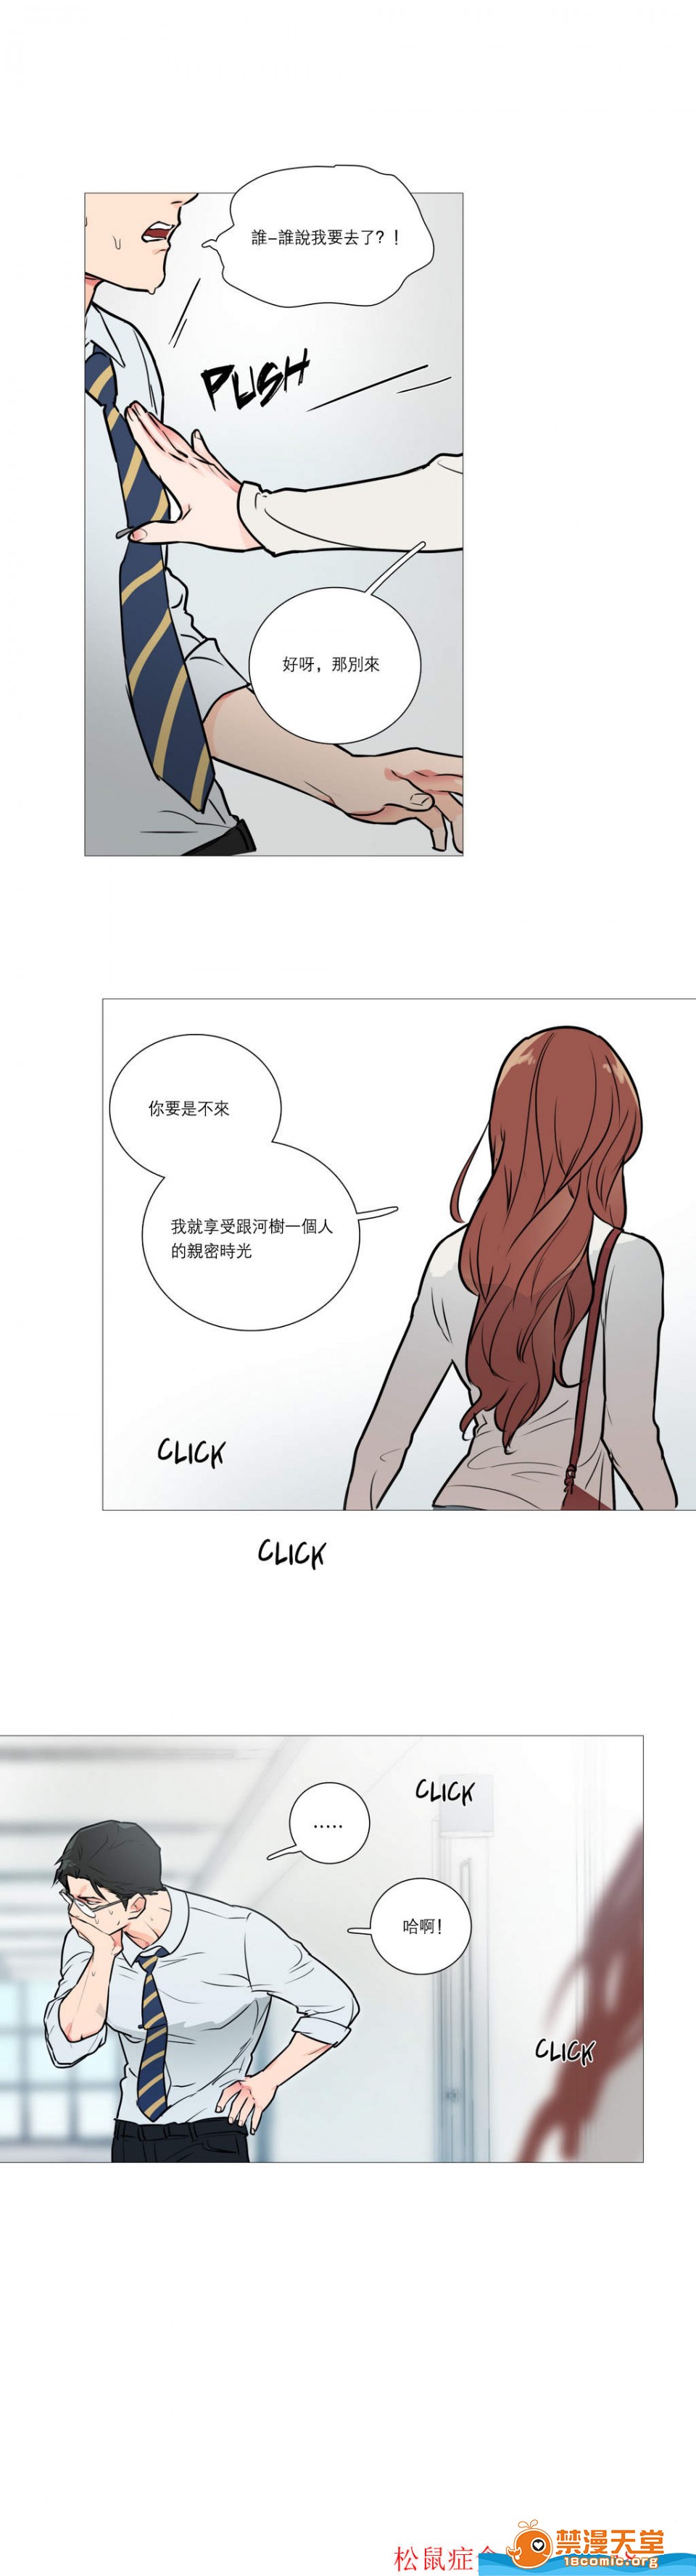 誰-誰說我要去了?!
PUSH
好呀，那別來
你要是不來
我就享受跟河樹一個人
的親密時光
CLICK
CLICK
CLICK
.....
哈啊!
CLICK
禁漫天堂
18comic.org
松鼠症